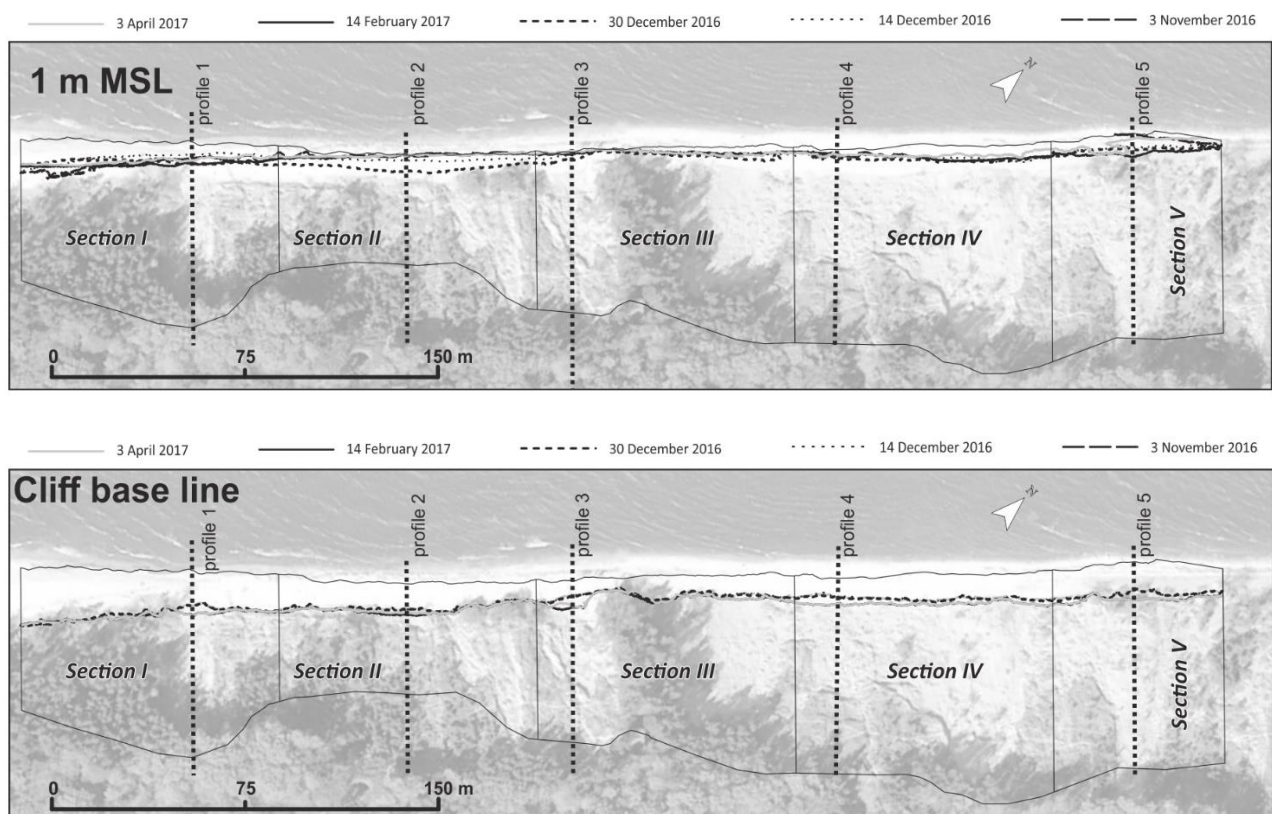 3 April 2017 14 February 2017 30 December 2016 14 December 2016 3 November 2016
1 m MSL
profile 1
profile 2
profile 3
profile 4
profile 5
N
Section I
Section II
Section III
Section IV
Section V
0 75 150 m
3 April 2017 14 February 2017 30 December 2016 14 December 2016 3 November 2016
Cliff base line
profile 1
profile 2
profile 3
profile 4
profile 5
N
Section I
Section II
Section III
Section IV
Section V
0 75 150 m